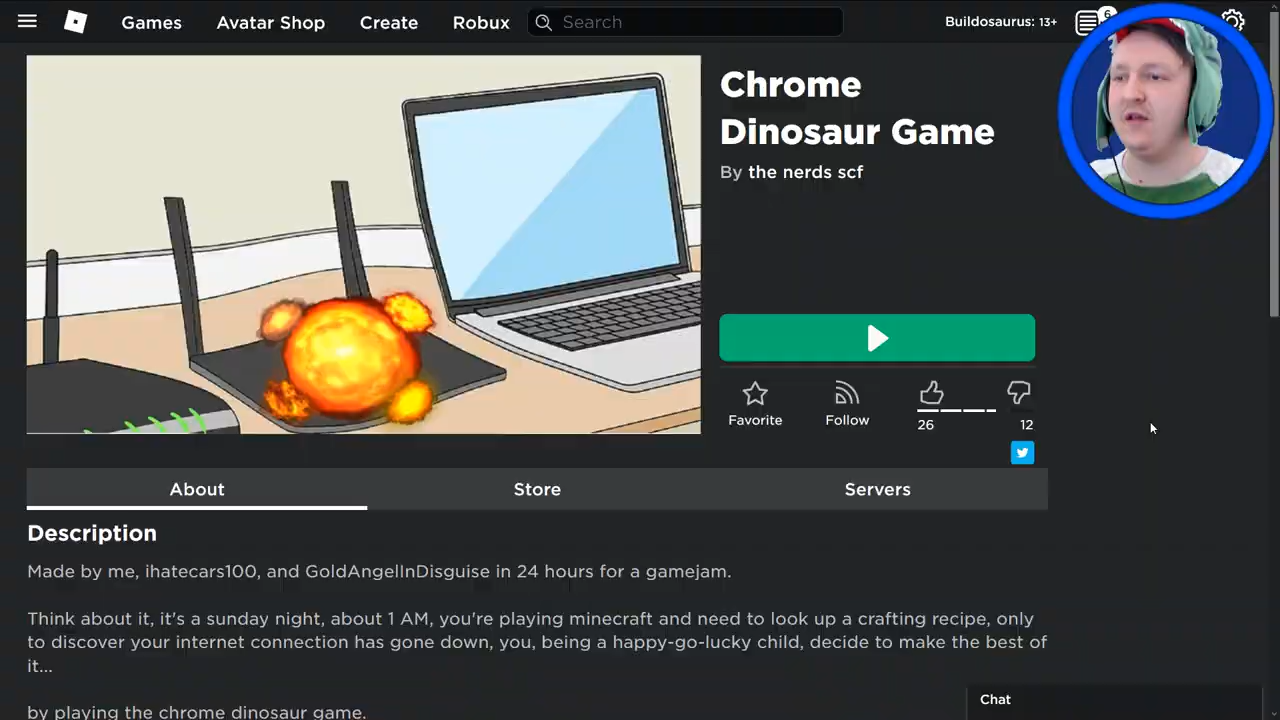 Games
Avatar Shop
Create
Robux
Search
Buildosaurus: 13+
6
Chrome
Dinosaur Game
By the nerds scf
Favorite
Follow
26
12
About
Store
Servers
Description
Made by me, ihatecars100, and GoldAngelInDisguise in 24 hours for a gamejam.
Think about it, it's a sunday night, about 1 AM, you're playing minecraft and need to look up a crafting recipe, only
to discover your internet connection has gone down, you, being a happy-go-lucky child, decide to make the best of
it...
by playing the chrome dinosaur game.
Chat